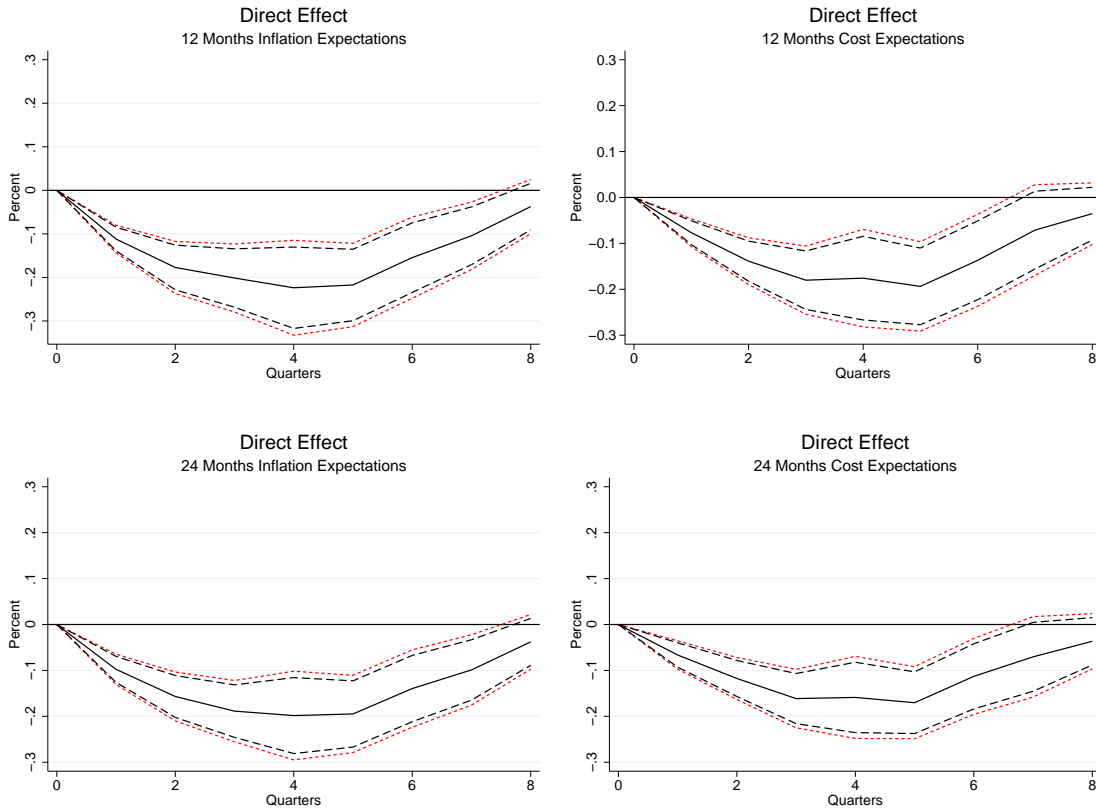 Direct Effect
12 Months Inflation Expectations
.3
.2
.1
0
-.1
-.2
-.3
Percent
0 2 4 6 8
Quarters
Direct Effect
12 Months Cost Expectations
0.3
0.2
0.1
0.0
−0.1
−0.2
−0.3
Percent
0 2 4 6 8
Quarters
Direct Effect
24 Months Inflation Expectations
.3
.2
.1
0
-.1
-.2
-.3
Percent
0 2 4 6 8
Quarters
Direct Effect
24 Months Cost Expectations
.3
.2
.1
0
-.1
-.2
-.3
Percent
0 2 4 6 8
Quarters